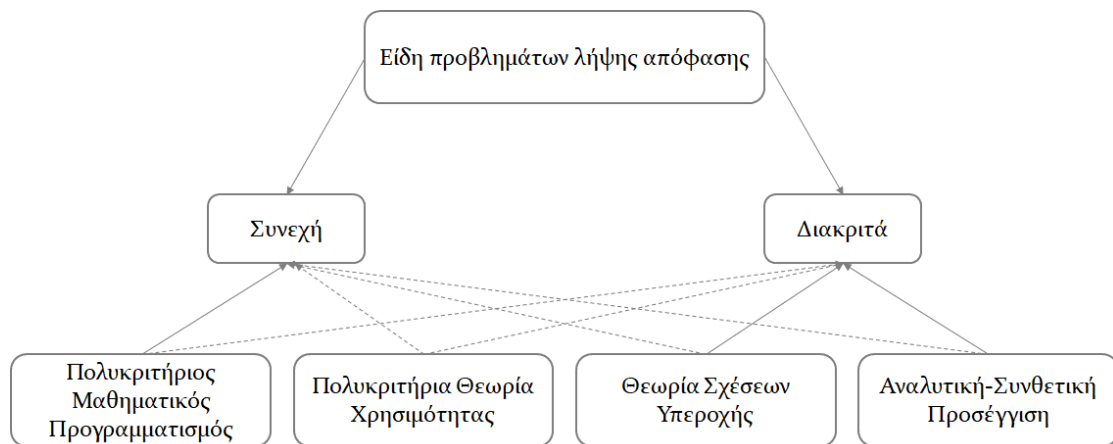 Είδη προβλημάτων λήψης απόφασης
Συνεχή
Διακριτά
Πολυκριτήριος
Μαθηματικός
Προγραμματισμός
Πολυκριτήρια Θεωρία
Χρησιμότητας
Θεωρία Σχέσεων
Υπεροχής
Αναλυτική-Συνθετική
Προσέγγιση